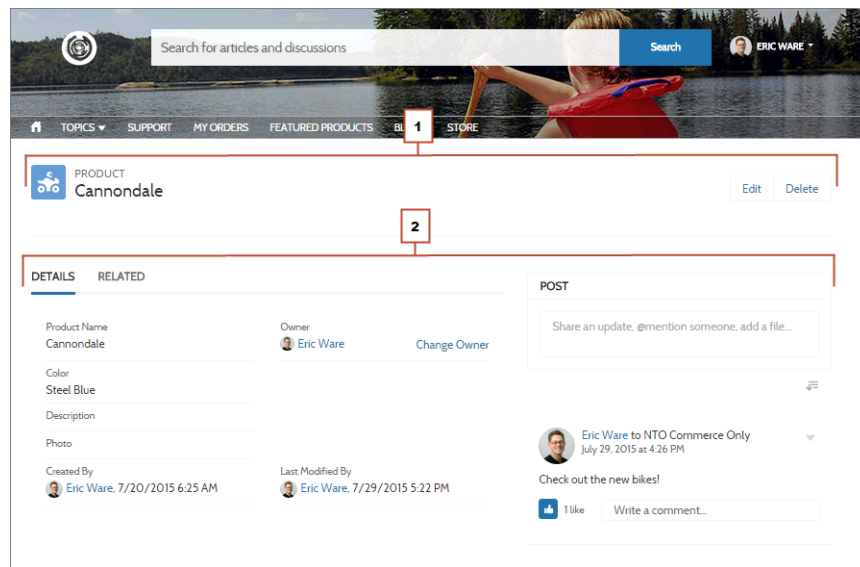 Search for articles and discussions
Search
ERIC WARE
TOPICS SUPPORT MY ORDERS FEATURED PRODUCTS BL 1 STORE
PRODUCT
Cannondale
Edit Delete
2
DETAILS RELATED
POST
Product Name
Cannondale
Owner
Eric Ware
Change Owner
Color
Steel Blue
Description
Photo
Created By
Eric Ware, 7/20/2015 6:25 AM
Last Modified By
Eric Ware, 7/29/2015 5:22 PM
Share an update, @mention someone, add a file...
Eric Ware to NTO Commerce Only
July 29, 2015 at 4:26 PM
Check out the new bikes!
1 like
Write a comment...